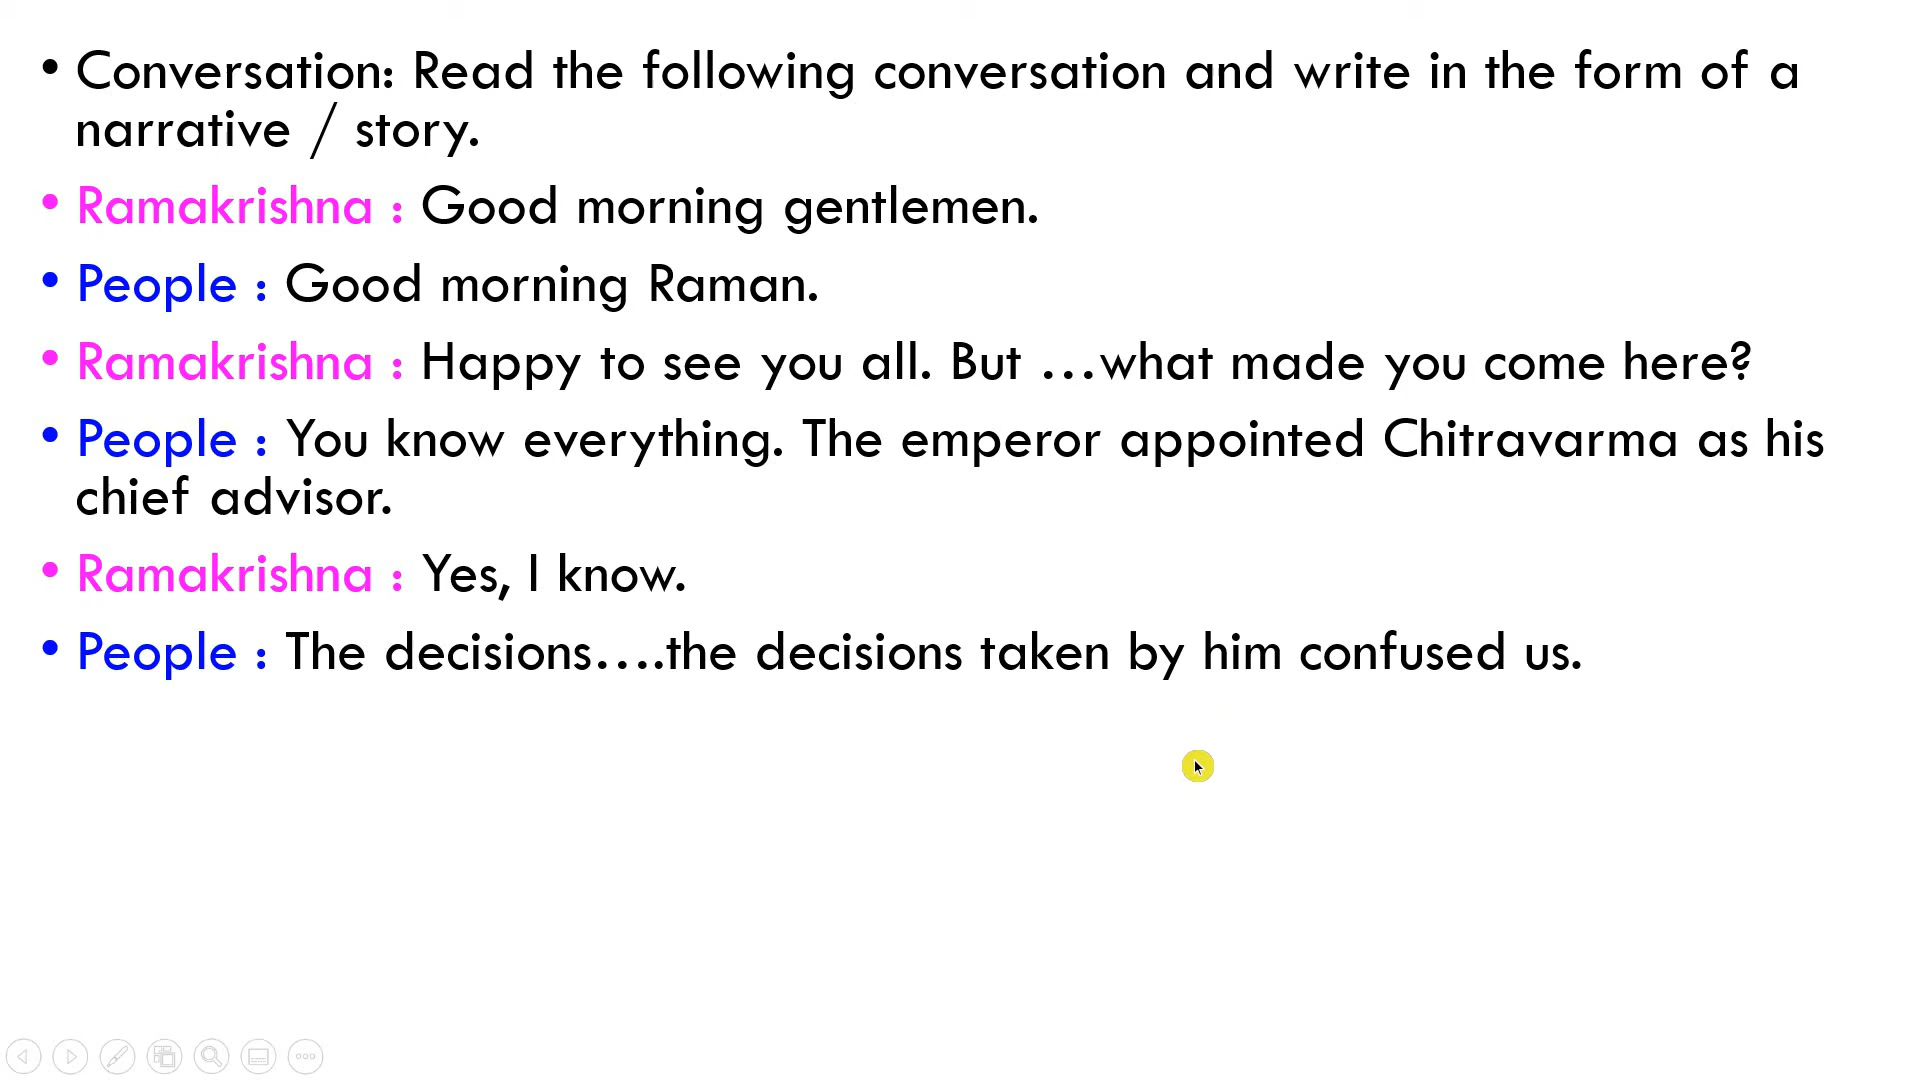 • Conversation: Read the following conversation and write in the form of a
narrative / story.
• Ramakrishna : Good morning gentlemen.
• People : Good morning Raman.
• Ramakrishna : Happy to see you all. But …what made you come here?
• People : You know everything. The emperor appointed Chitravarma as his
chief advisor.
• Ramakrishna : Yes, I know.
• People : The decisions….the decisions taken by him confused us.